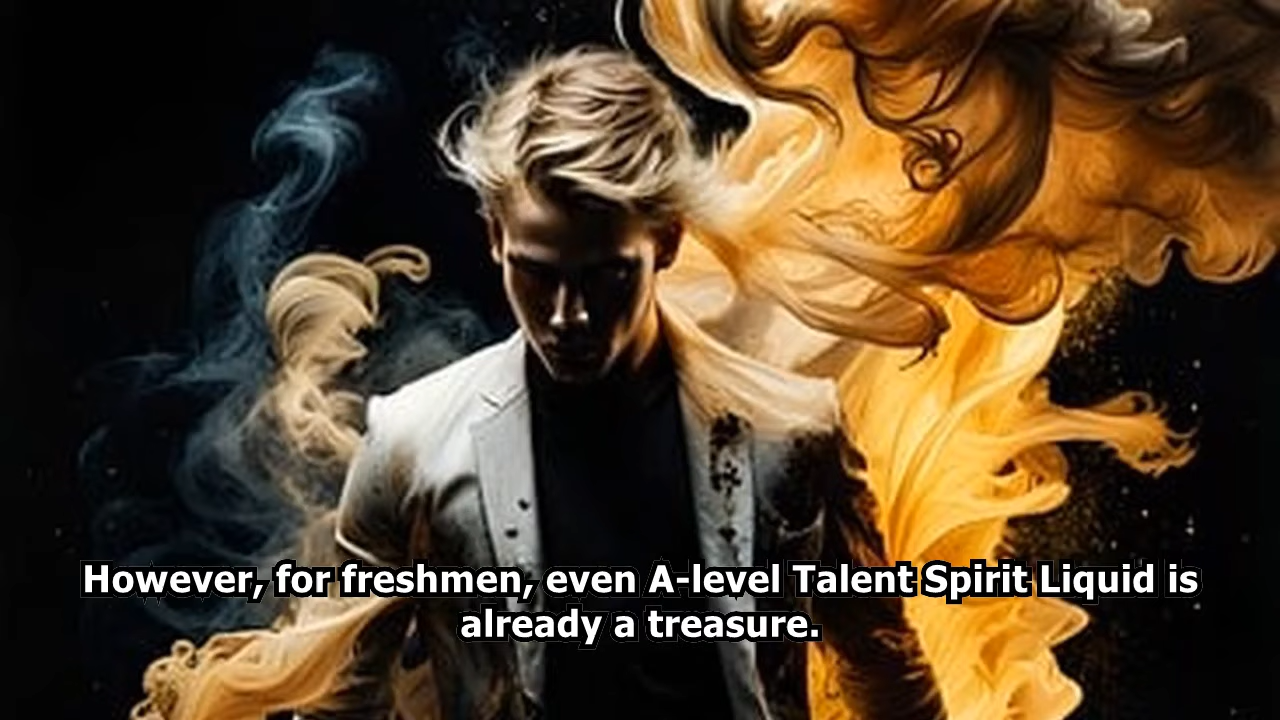 However, for freshmen, even A-level Talent Spirit Liquid is
already a treasure.